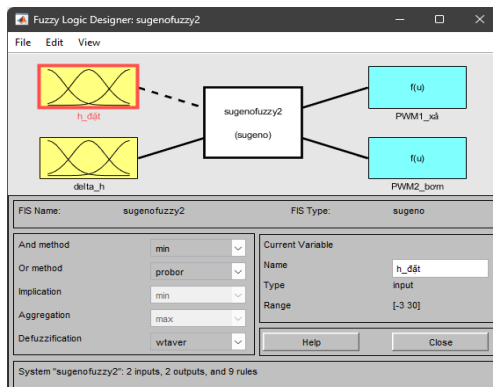 Fuzzy Logic Designer: sugenofuzzy2
File Edit View
h_đặt
delta_h
sugenofuzzy2
(sugeno)
f(u)
PWM1_xả
f(u)
PWM2_bơm
FIS Name: sugenofuzzy2 FIS Type: sugeno
And method min
Or method probor
Implication min
Aggregation max
Defuzzification wtaver
Current Variable
Name h_đặt
Type input
Range [-3 30]
Help Close
System "sugenofuzzy2": 2 inputs, 2 outputs, and 9 rules